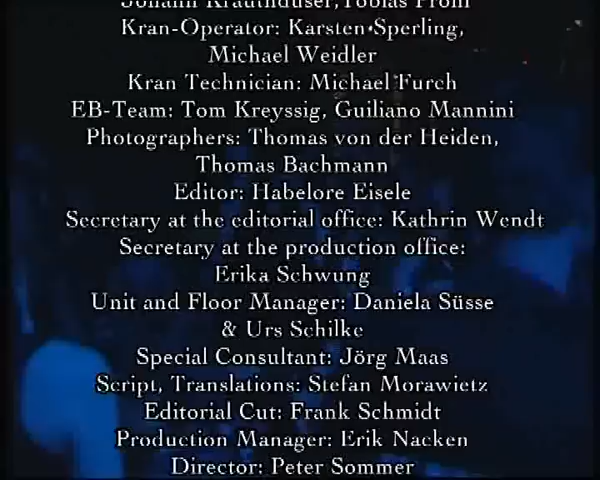 Johann Krauthduser, Tobias Prohl
Kran-Operator: Karsten Sperling,
Michael Weidler
Kran Technician: Michael Furch
EB-Team: Tom Kreyssig, Guiliano Mannini
Photographers: Thomas von der Heiden,
Thomas Bachmann
Editor: Habelore Eisele
Secretary at the editorial office: Kathrin Wendt
Secretary at the production office:
Erika Schwung
Unit and Floor Manager: Daniela Süsse
& Urs Schilke
Special Consultant: Jörg Maas
Script, Translations: Stefan Morawietz
Editorial Cut: Frank Schmidt
Production Manager: Erik Nacken
Director: Peter Sommer